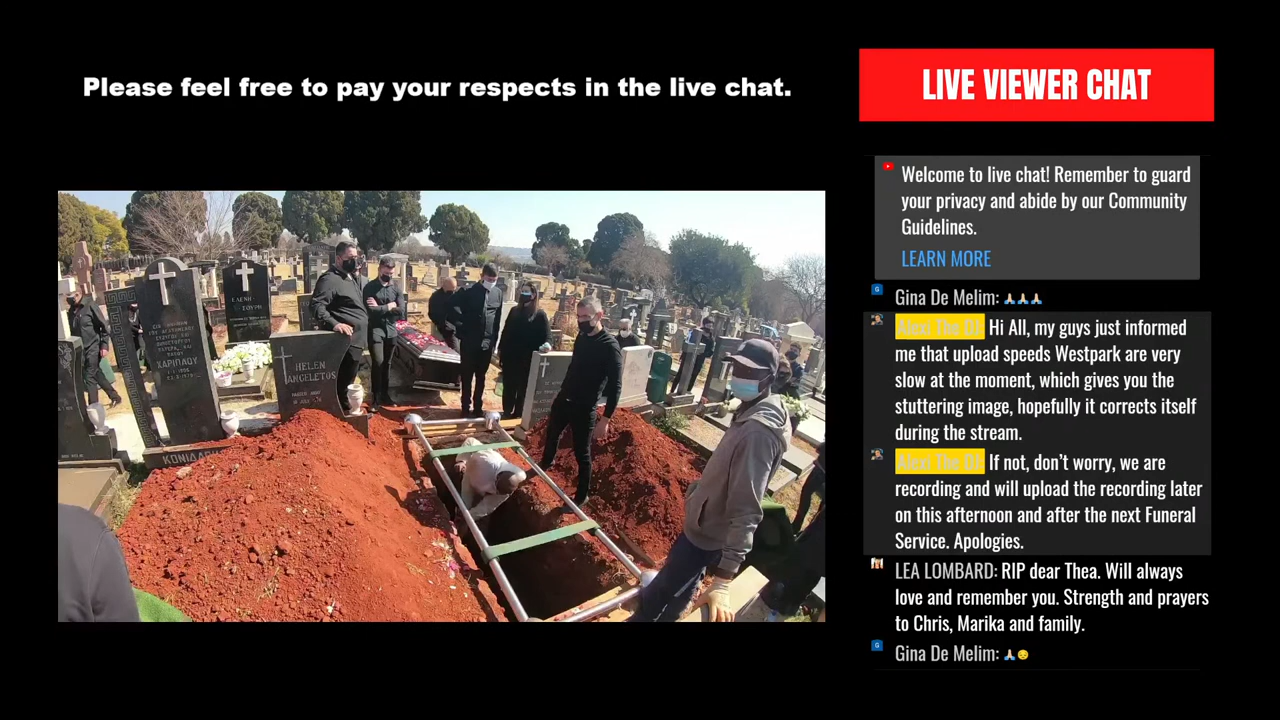 Please feel free to pay your respects in the live chat.
LIVE VIEWER CHAT
Welcome to live chat! Remember to guard
your privacy and abide by our Community
Guidelines.
LEARN MORE
Gina De Melim: 🙏🙏🙏
Alexi The DJ Hi All, my guys just informed
me that upload speeds Westpark are very
slow at the moment, which gives you the
stuttering image, hopefully it corrects itself
during the stream.
Alexi The DJ If not, don’t worry, we are
recording and will upload the recording later
on this afternoon and after the next Funeral
Service. Apologies.
LEA LOMBARD: RIP dear Thea. Will always
love and remember you. Strength and prayers
to Chris, Marika and family.
Gina De Melim: 🙏😔
ΧΑΡΙΠΛΟΥ
ΕΛΕΝΗ
HELEN
ANGELETOS